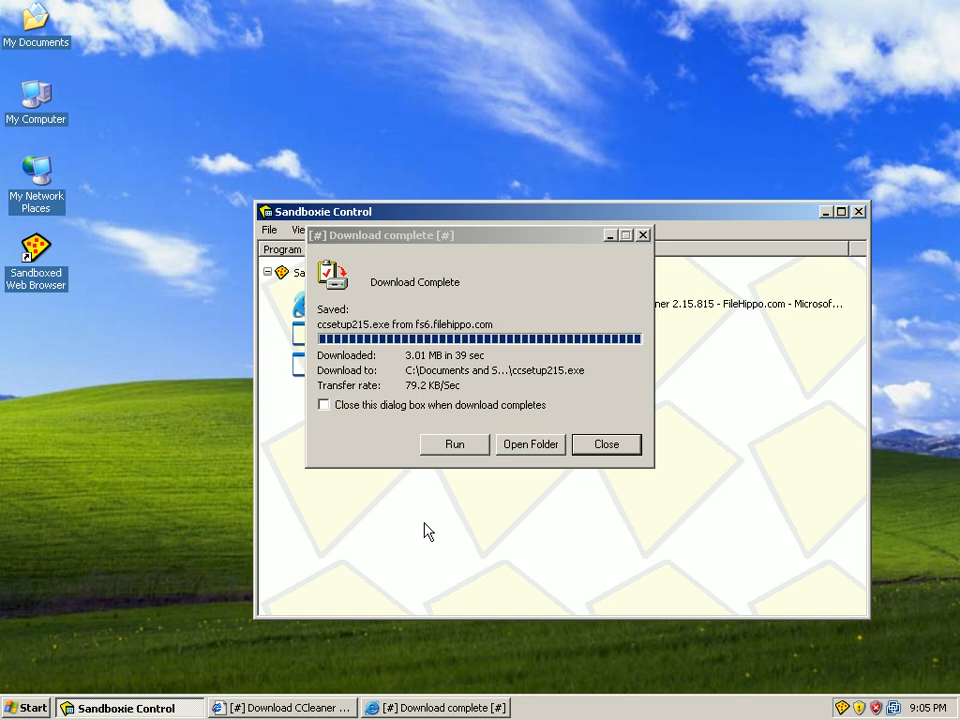 My Documents
My Computer
My Network
Places
Sandboxed
Web Browser
Sandboxie Control
File
Vie
[#] Download complete [#]
Program
Sa
Download Complete
ner 2.15.815 - FileHippo.com - Microsof...
Saved:
ccsetup215.exe from fs6.filehippo.com
Downloaded: 3.01 MB in 39 sec
Download to: C:\Documents and S...\ccsetup215.exe
Transfer rate: 79.2 KB/Sec
Close this dialog box when download completes
Run Open Folder Close
Start Sandboxie Control [#] Download CCleaner ... [#] Download complete [#] 9:05 PM